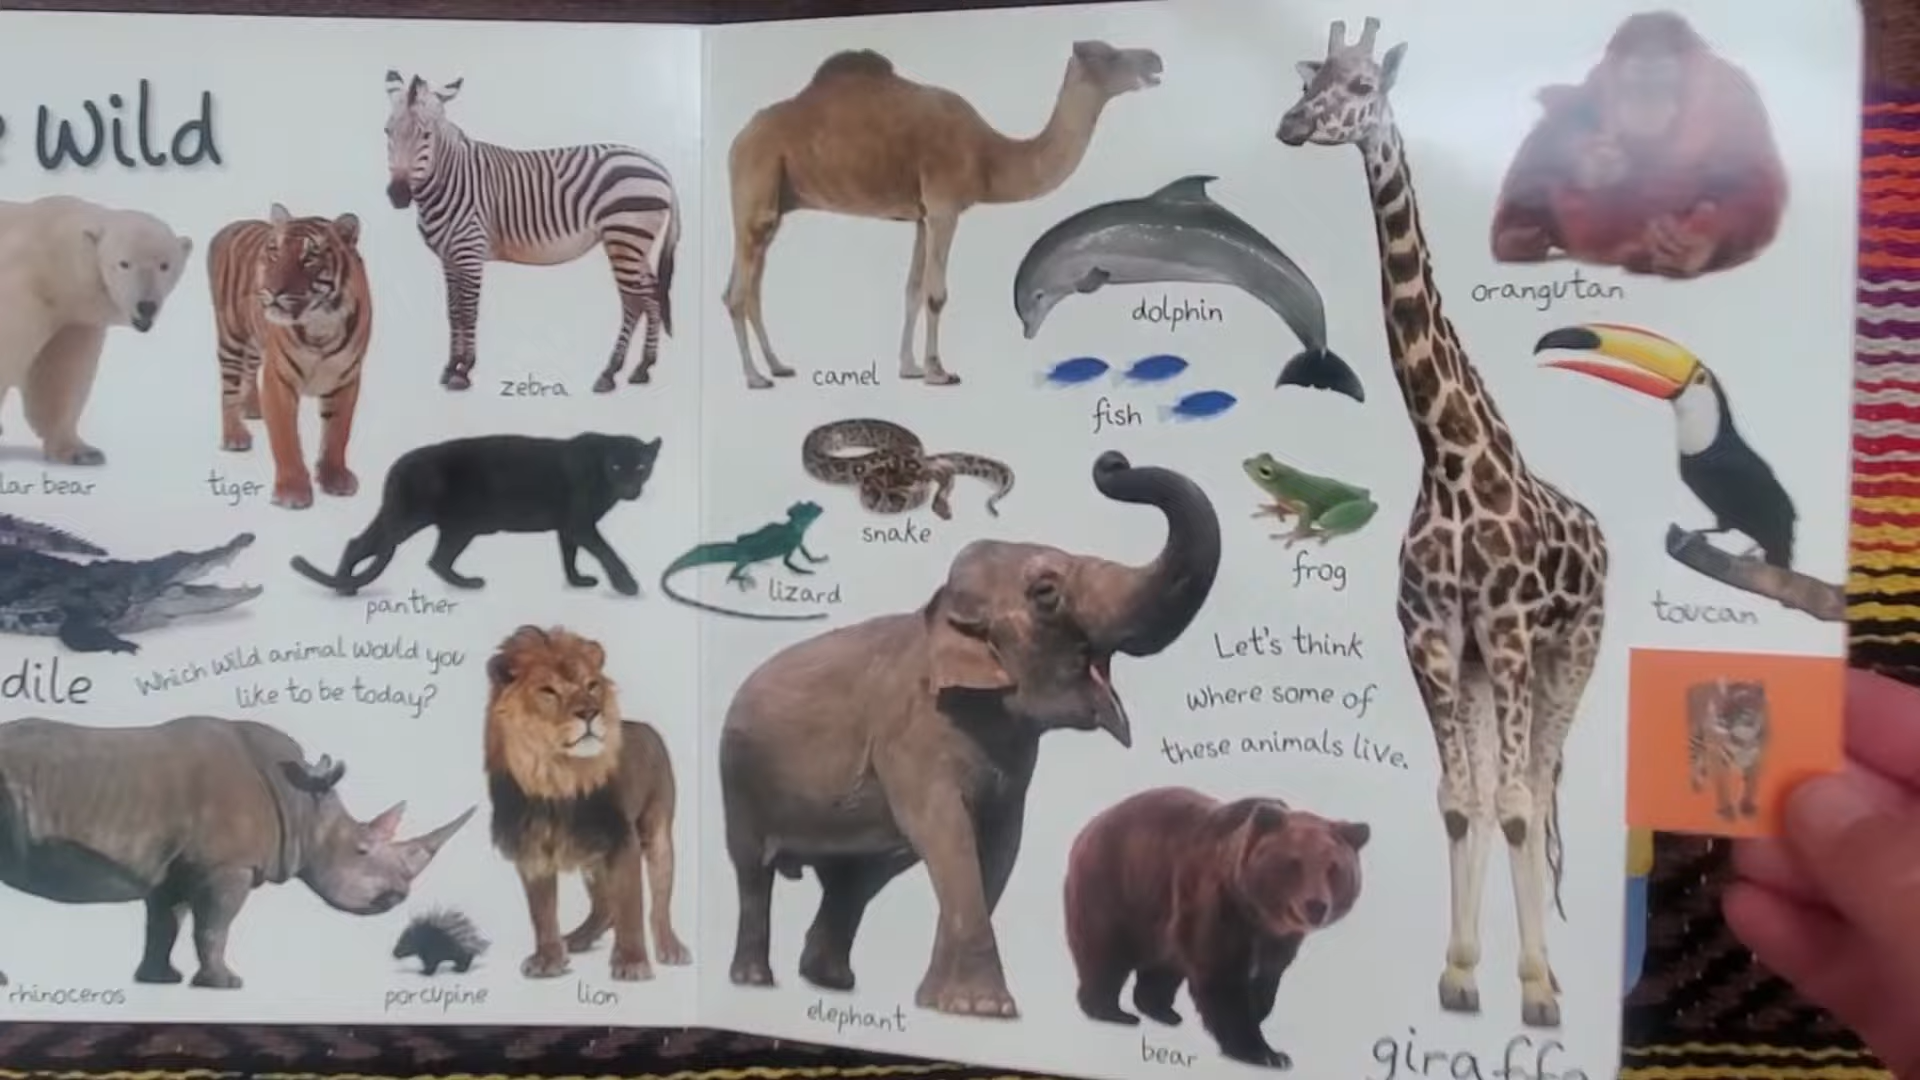 wild
zebra
camel
dolphin
orangutan
fish
lar bear
tiger
snake
frog
panther
lizard
toucan
dile
Which wild animal would you
like to be today?
Let's think
where some of
these animals live.
rhinoceros
porcupine
lion
elephant
bear
giraffe